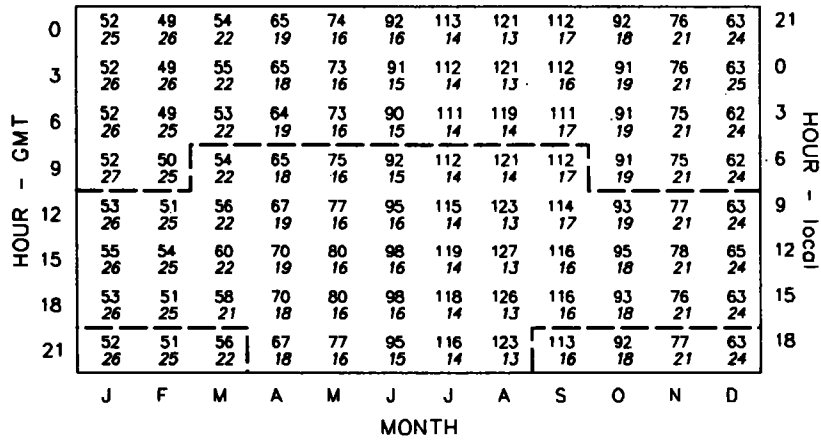 0 52 49 54 65 74 92 113 121 112 92 76 63 21
25 26 22 19 16 16 14 13 17 18 21 24
3 52 49 55 65 73 91 112 121 112 91 76 63 0
26 26 22 18 16 15 14 13 16 19 21 25
6 52 49 53 64 73 90 111 119 111 91 75 62 3
26 25 22 19 16 15 14 14 17 19 21 24
9 52 50 54 65 75 92 112 121 112 91 75 62 6
27 25 22 18 16 15 14 14 17 19 21 24
12 53 51 56 67 77 95 115 123 114 93 77 63 9
26 25 22 19 16 16 14 13 17 19 21 24
15 55 54 60 70 80 98 119 127 116 95 78 65 12
26 25 22 19 16 16 14 13 16 18 21 24
18 53 51 58 70 80 98 118 126 116 93 76 63 15
26 25 21 18 16 16 14 13 16 18 21 24
21 52 51 56 67 77 95 116 123 113 92 77 63 18
26 25 22 18 16 15 14 13 16 18 21 24
J F M A M J J A S O N D
MONTH
HOUR - GMT
HOUR - local